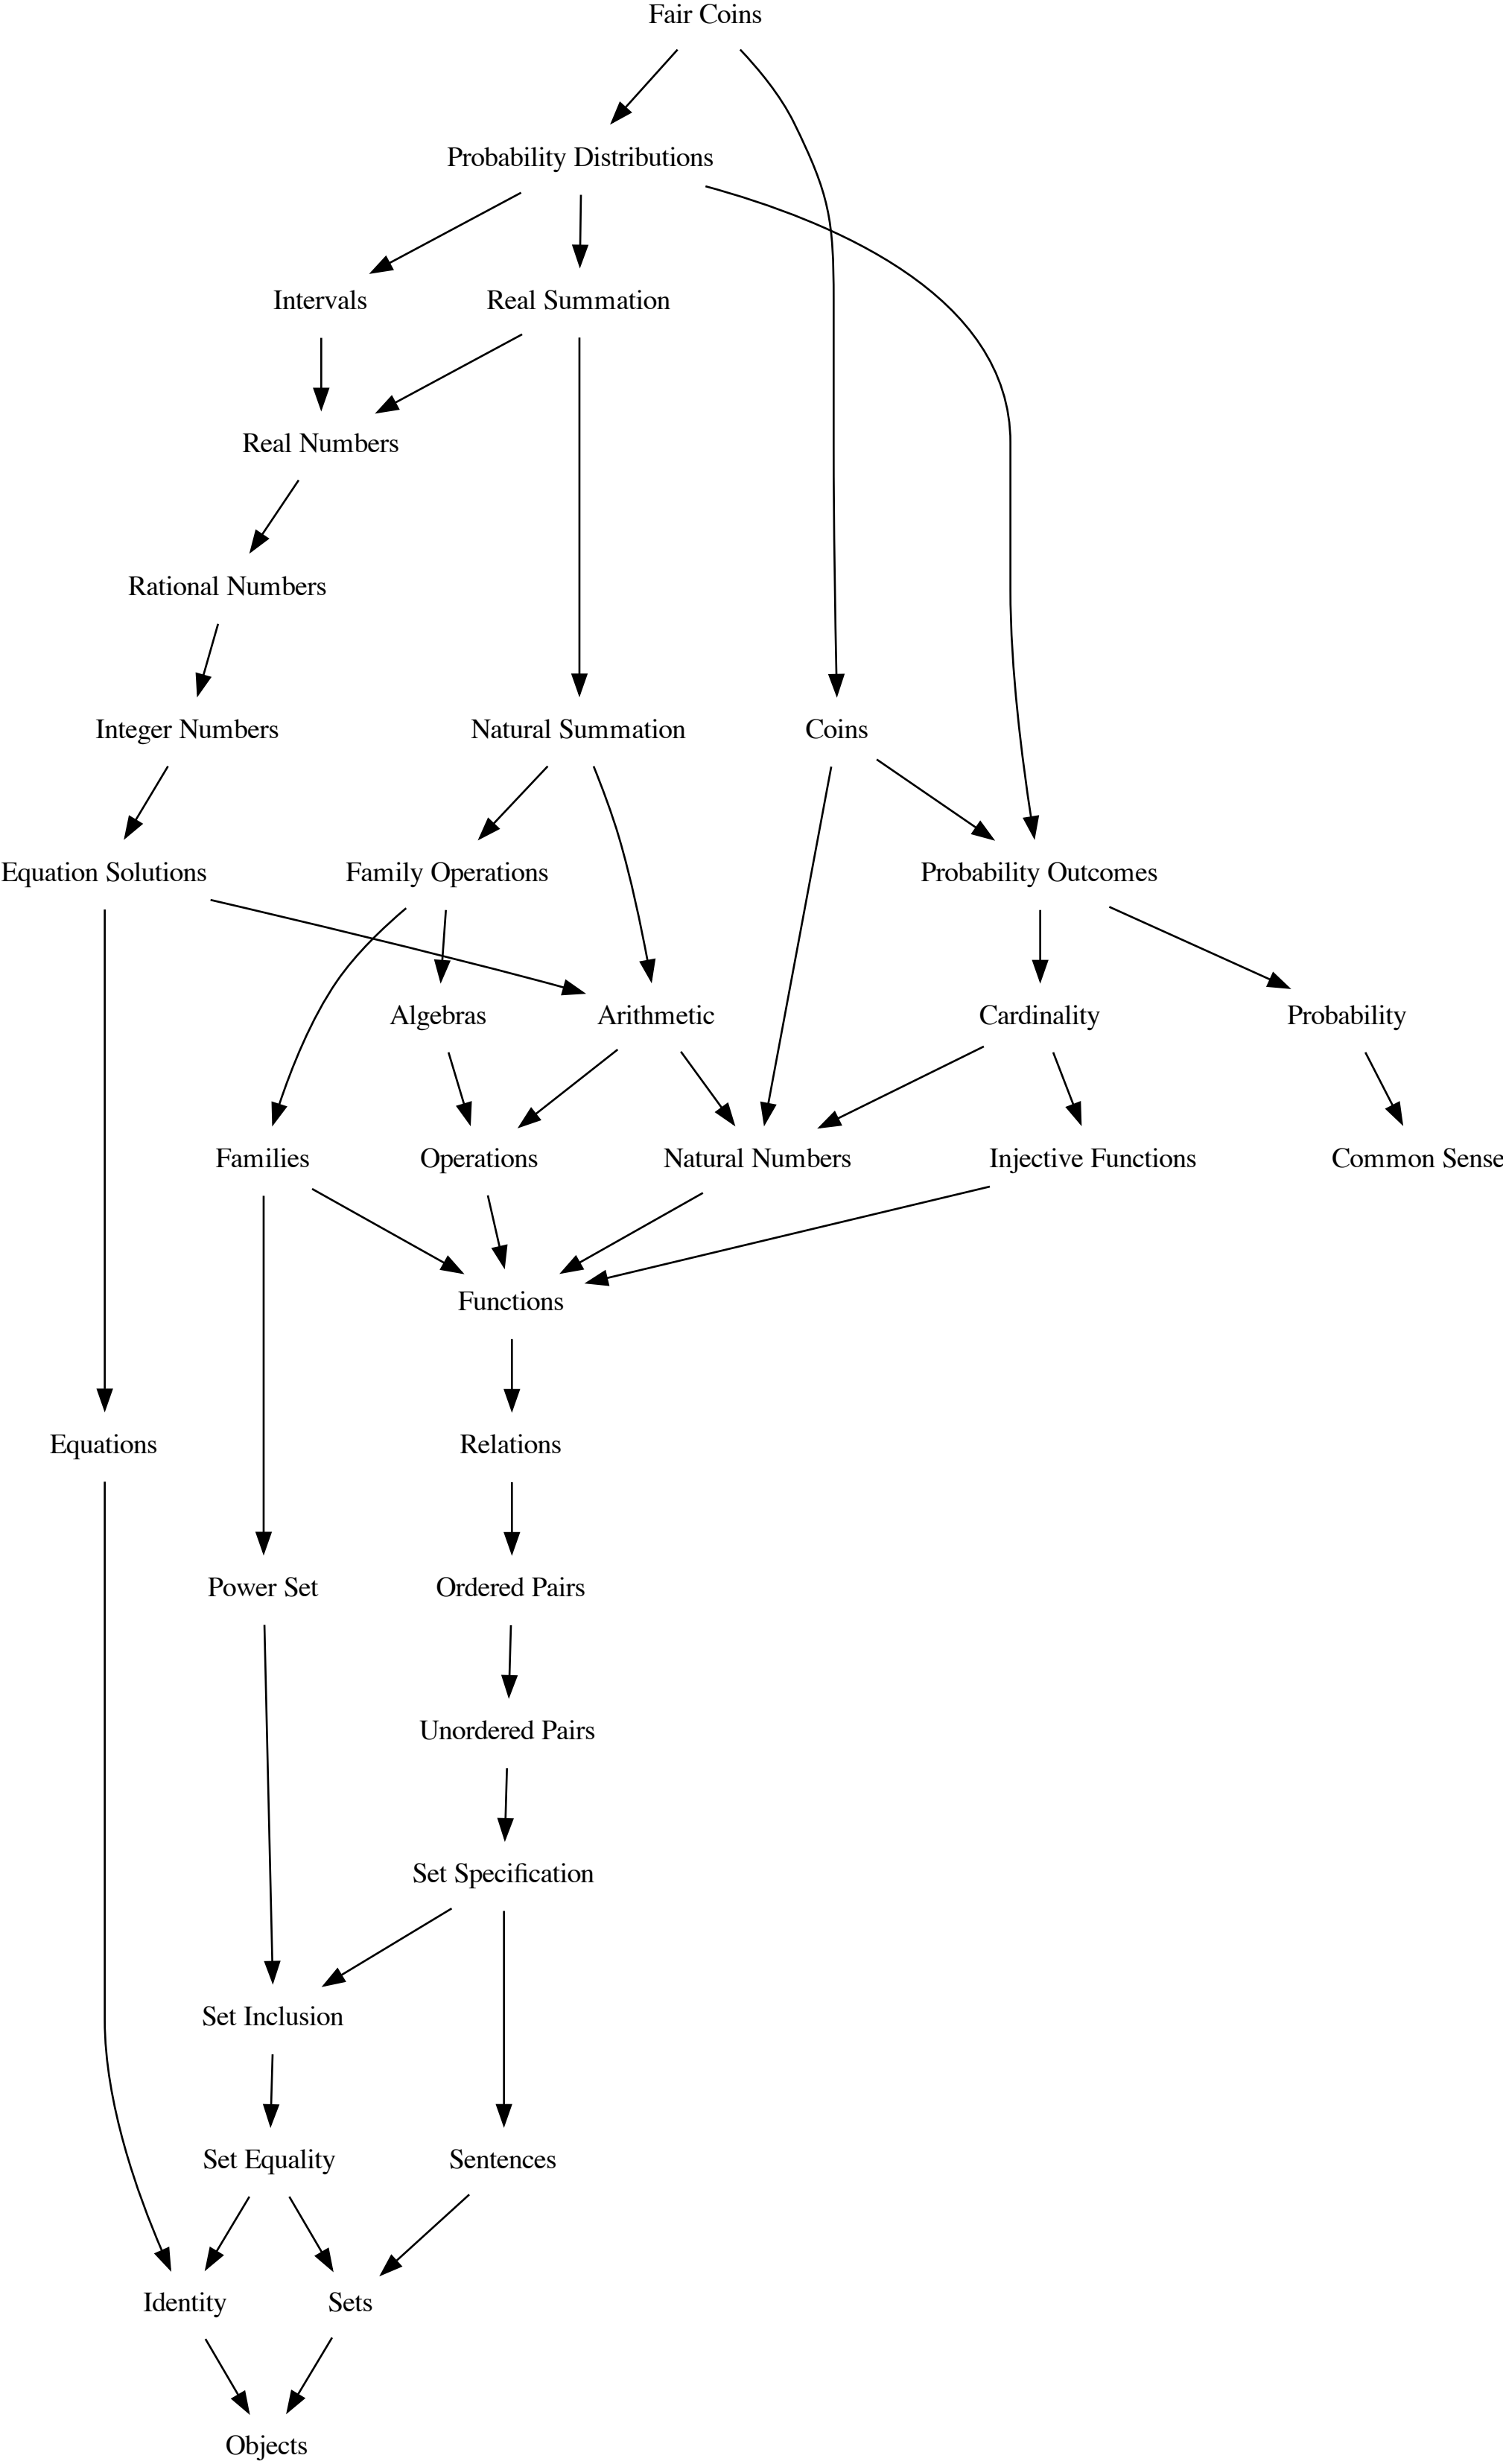 Fair Coins
Probability Distributions
Intervals
Real Summation
Real Numbers
Rational Numbers
Integer Numbers
Natural Summation
Coins
Equation Solutions
Family Operations
Probability Outcomes
Algebras
Arithmetic
Cardinality
Probability
Families
Operations
Natural Numbers
Injective Functions
Common Sense
Functions
Equations
Relations
Power Set
Ordered Pairs
Unordered Pairs
Set Specification
Set Inclusion
Set Equality
Sentences
Identity
Sets
Objects